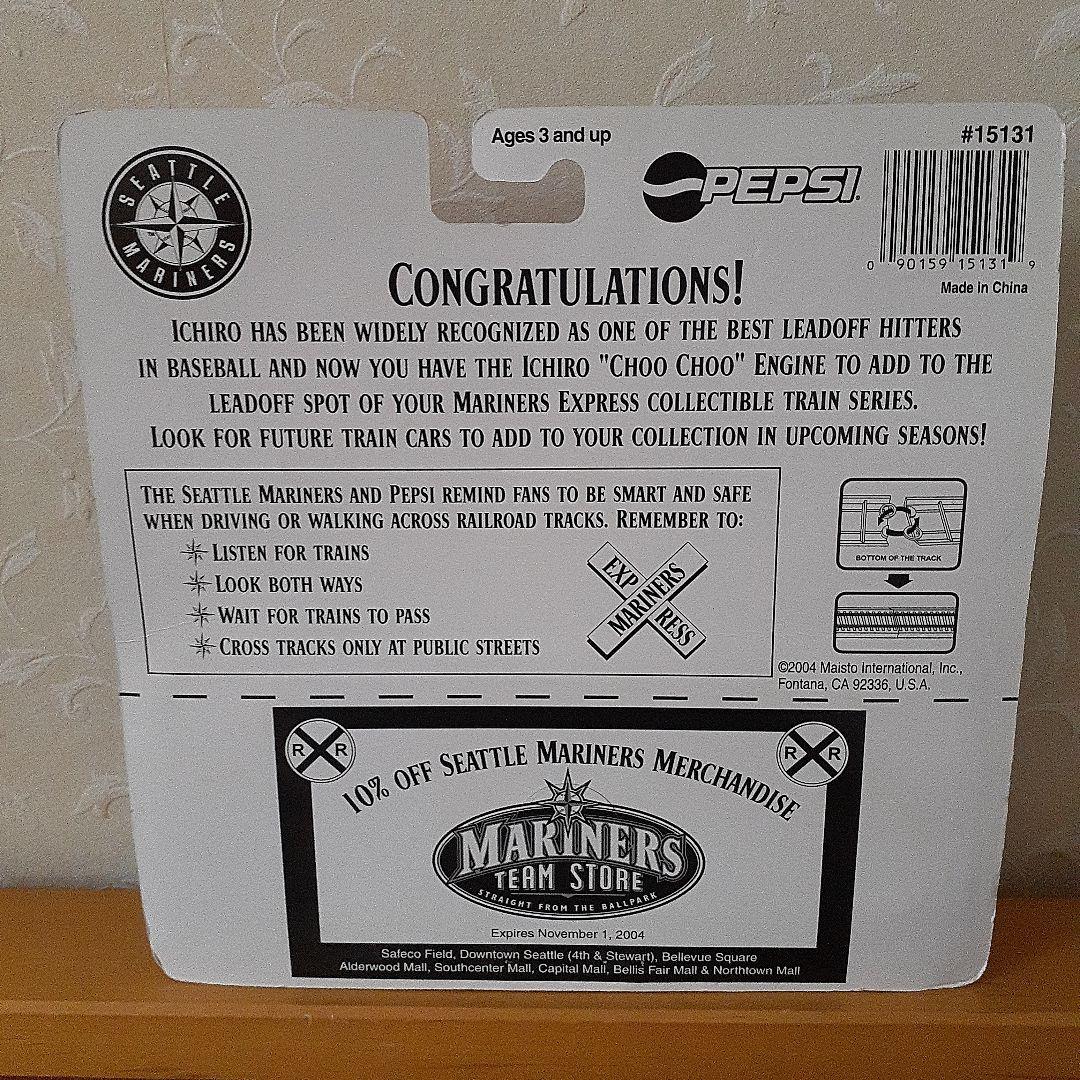 Ages 3 and up
#15131
SEATTLE
MARINERS
™
PEPSI®
0 90159 15131 9
Made in China
CONGRATULATIONS!
ICHIRO HAS BEEN WIDELY RECOGNIZED AS ONE OF THE BEST LEADOFF HITTERS
IN BASEBALL AND NOW YOU HAVE THE ICHIRO "CHOO CHOO" ENGINE TO ADD TO THE
LEADOFF SPOT OF YOUR MARINERS EXPRESS COLLECTIBLE TRAIN SERIES.
LOOK FOR FUTURE TRAIN CARS TO ADD TO YOUR COLLECTION IN UPCOMING SEASONS!
THE SEATTLE MARINERS AND PEPSI REMIND FANS TO BE SMART AND SAFE
WHEN DRIVING OR WALKING ACROSS RAILROAD TRACKS. REMEMBER TO:
LISTEN FOR TRAINS
LOOK BOTH WAYS
WAIT FOR TRAINS TO PASS
CROSS TRACKS ONLY AT PUBLIC STREETS
MARINERS
EXPRESS
BOTTOM OF THE TRACK
©2004 Maisto International, Inc.,
Fontana, CA 92336, U.S.A.
R R
R R
10% OFF SEATTLE MARINERS MERCHANDISE
MARINERS
TEAM STORE
STRAIGHT FROM THE BALLPARK
Expires November 1, 2004
Safeco Field, Downtown Seattle (4th & Stewart), Bellevue Square
Alderwood Mall, Southcenter Mall, Capital Mall, Bellis Fair Mall & Northtown Mall